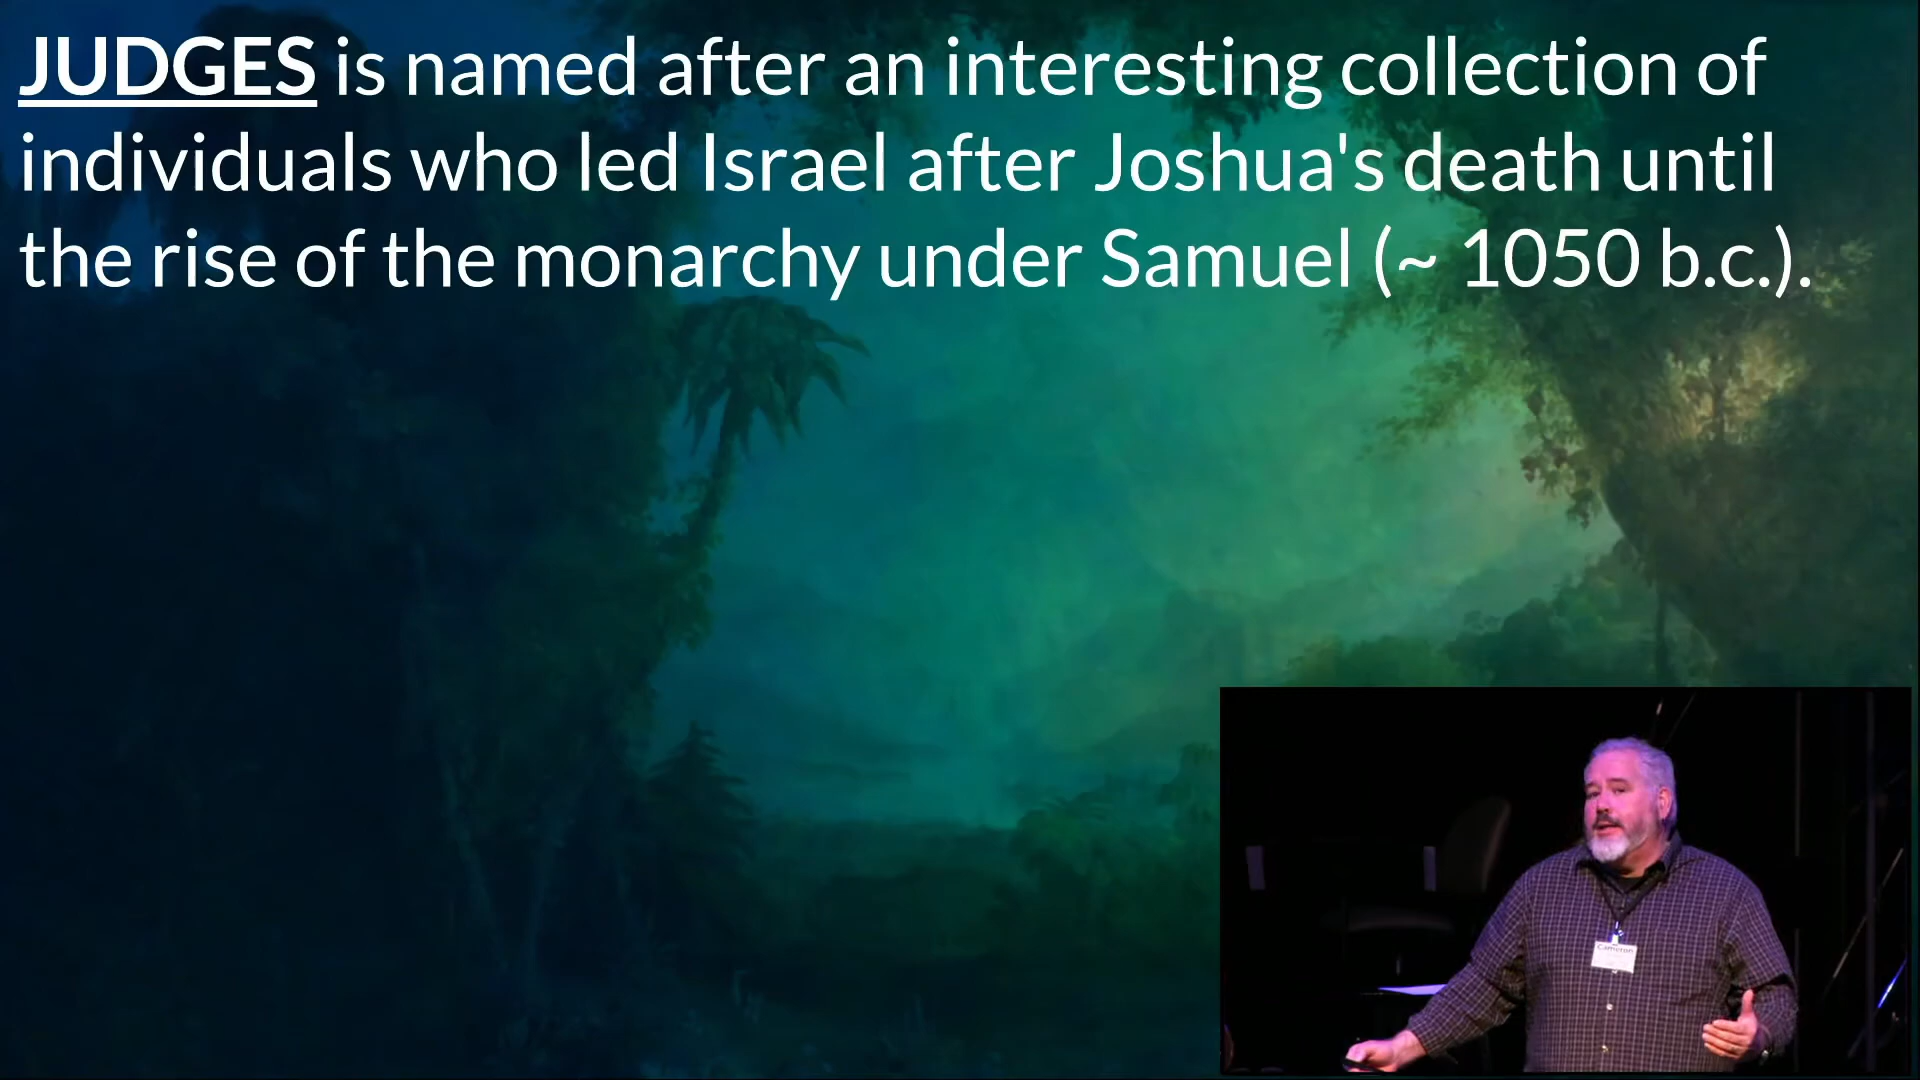 JUDGES is named after an interesting collection of
individuals who led Israel after Joshua's death until
the rise of the monarchy under Samuel (~ 1050 b.c.).
Cameron